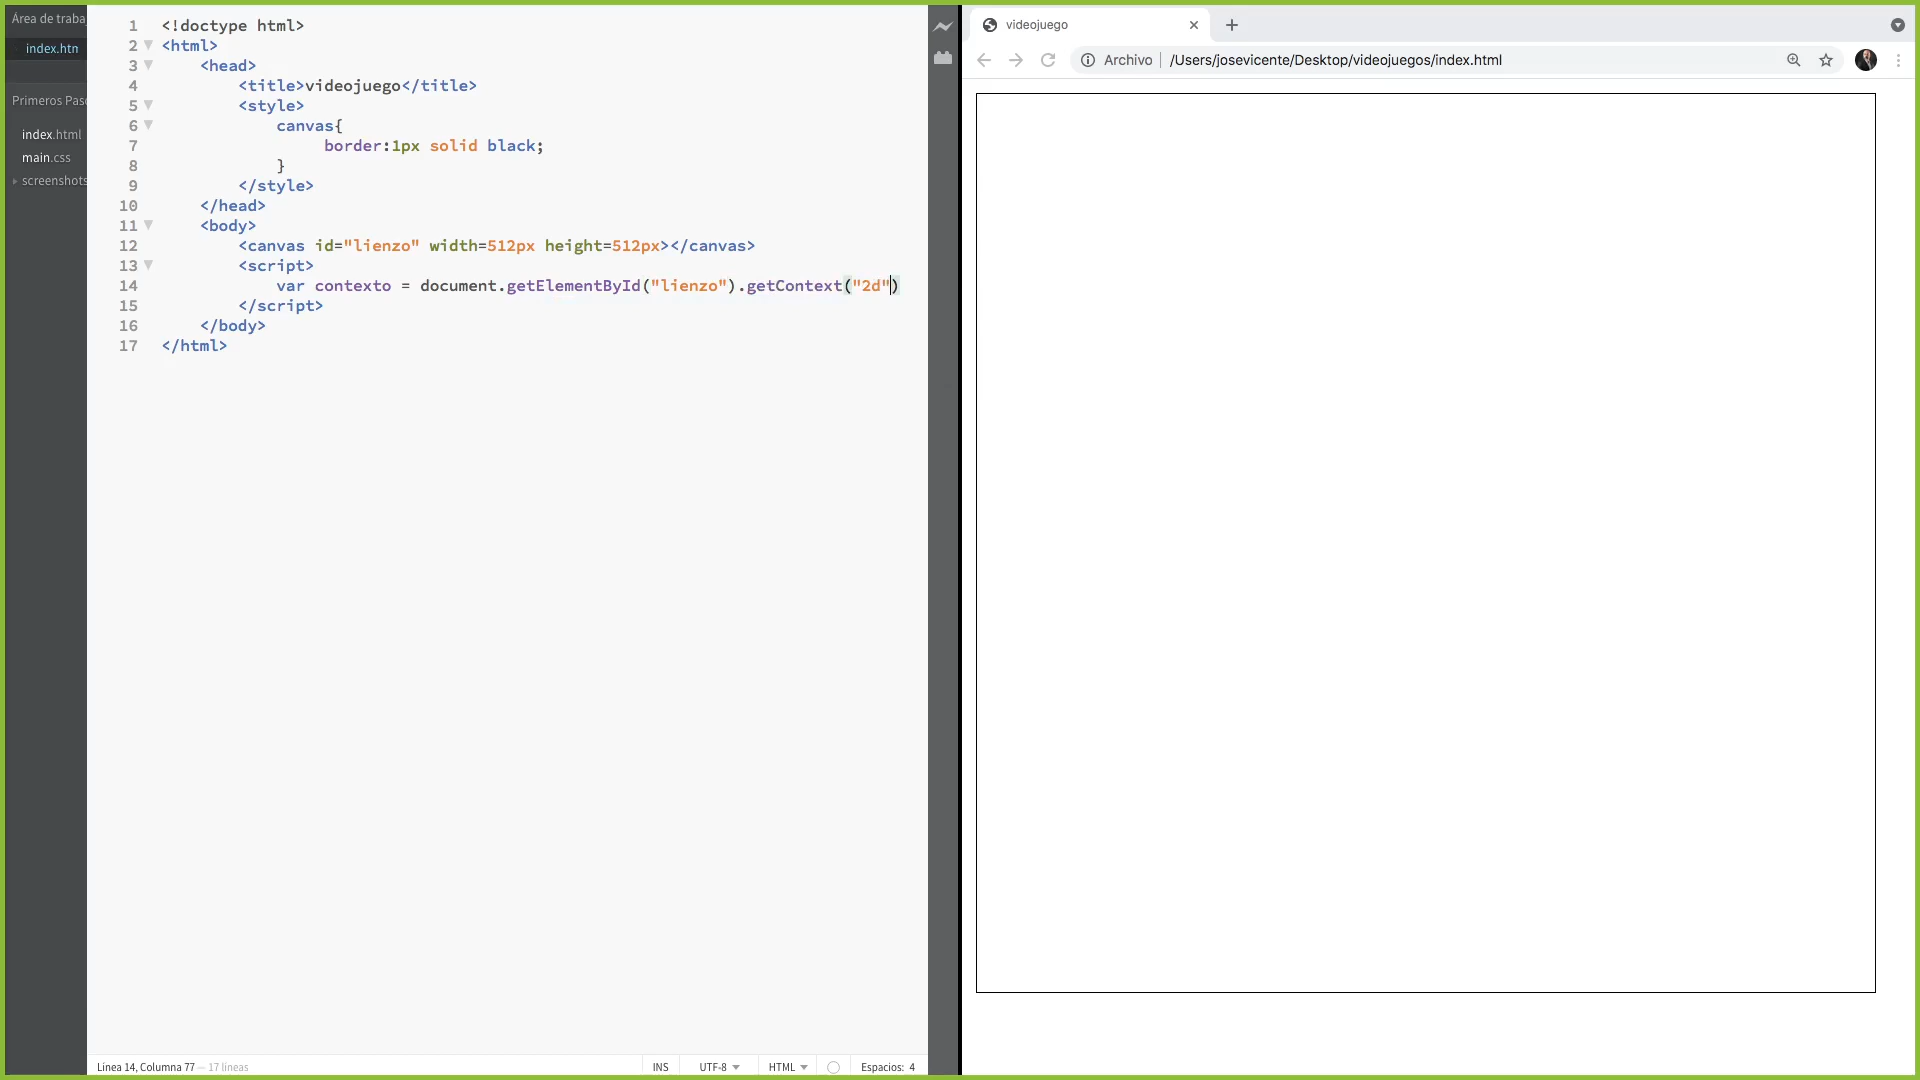 Área de traba
index.htn
Primeros Pas
index.html
main.css
screenshots
1 <!doctype html>
2 <html>
3 <head>
4 <title>videojuego</title>
5 <style>
6 canvas{
7 border:1px solid black;
8 }
9 </style>
10 </head>
11 <body>
12 <canvas id="lienzo" width=512px height=512px></canvas>
13 <script>
14 var contexto = document.getElementById("lienzo").getContext("2d")
15 </script>
16 </body>
17 </html>
Línea 14, Columna 77 — 17 líneas
INS UTF-8 HTML Espacios: 4
videojuego
Archivo /Users/josevicente/Desktop/videojuegos/index.html